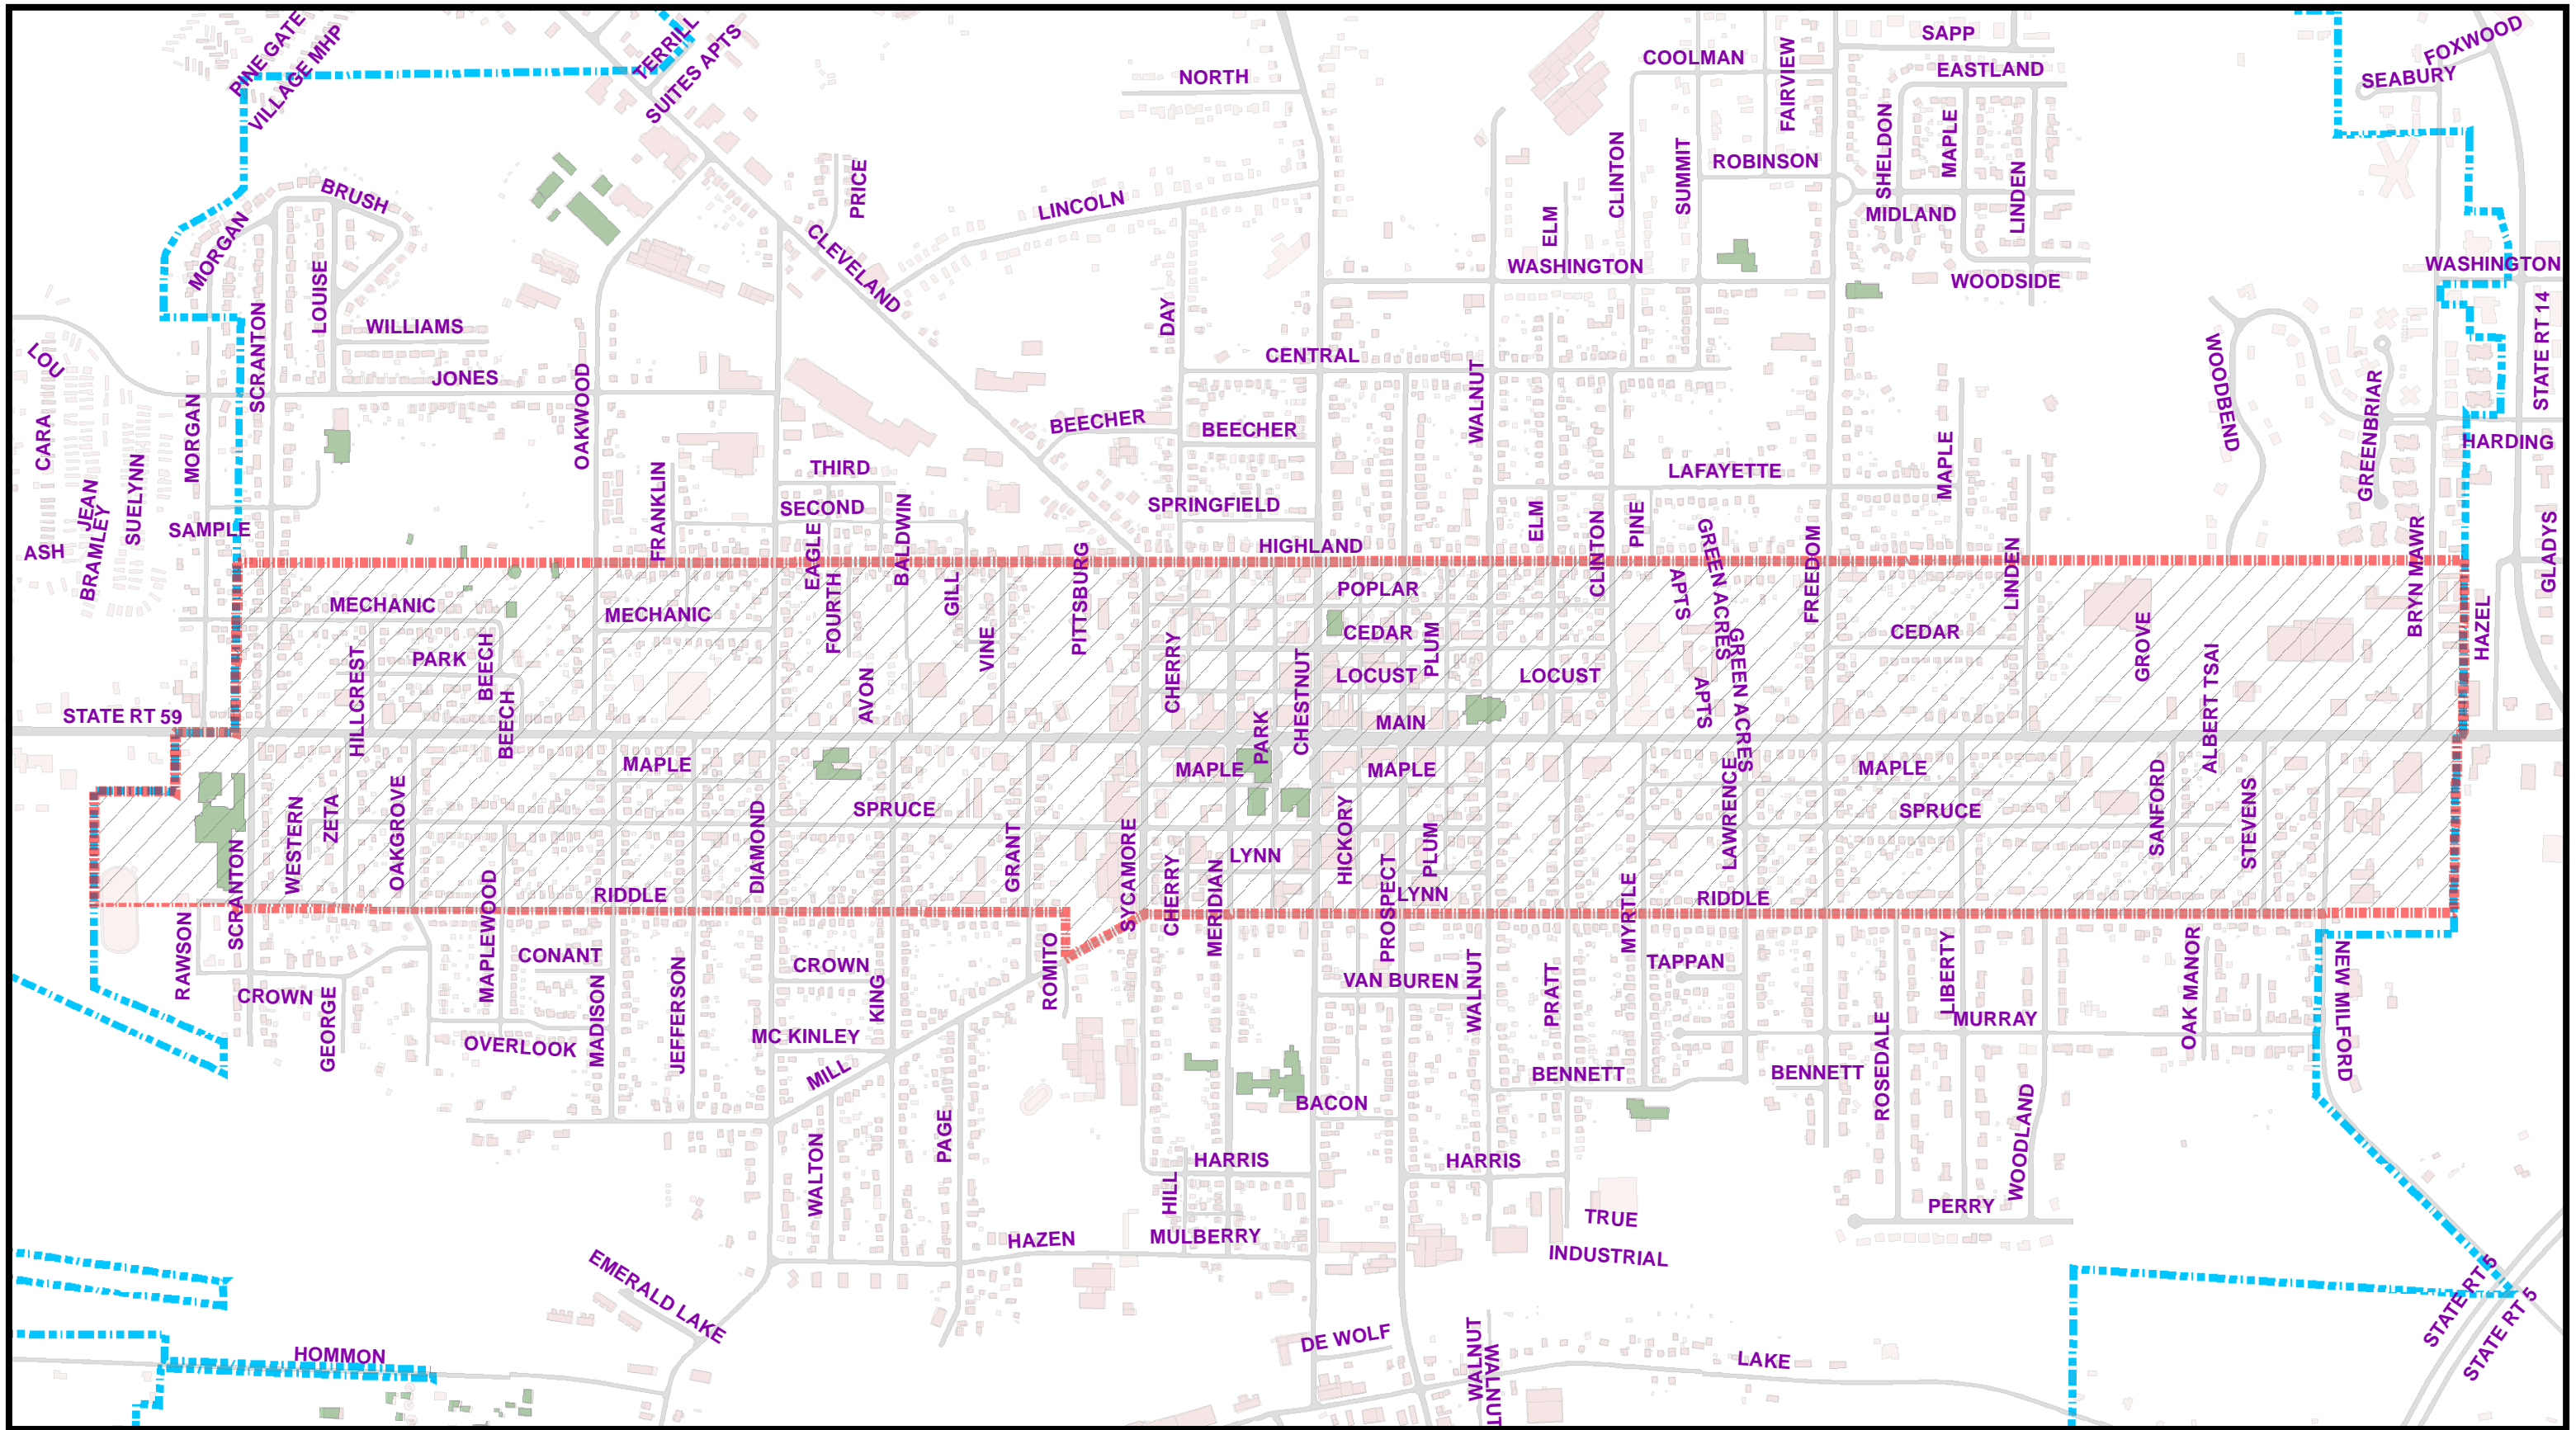 PINE GATE
VILLAGE MHP
TERRILL
SUITES APTS
NORTH
COOLMAN
FAIRVIEW
SAPP
EASTLAND
FOXWOOD
SEABURY
BRUSH
MORGAN
PRICE
LINCOLN
CLEVELAND
ELM
CLINTON
SUMMIT
ROBINSON
SHELDON
MAPLE
LINDEN
MIDLAND
WASHINGTON
WOODSIDE
WASHINGTON
STATE RT 14
LOU
SCRANTON
LOUISE
WILLIAMS
JONES
OAKWOOD
DAY
CENTRAL
WALNUT
WOODBEND
GREENBRIAR
HARDING
CARA
MORGAN
BEECHER
BEECHER
JEAN
BRAMLEY
SUELYNN
SAMPLE
ASH
FRANKLIN
THIRD
SECOND
EAGLE
BALDWIN
SPRINGFIELD
HIGHLAND
ELM
CLINTON
PINE
LAFAYETTE
MAPLE
GREEN ACRES
APTS
FREEDOM
LINDEN
BRYN MAWR
GLADYS
HAZEL
MECHANIC
MECHANIC
FOURTH
GILL
VINE
PITTSBURG
POPLAR
CEDAR
PLUM
CEDAR
GROVE
HILLCREST
PARK
BEECH
BEECH
AVON
CHERRY
CHESTNUT
LOCUST
LOCUST
GREEN ACRES
APTS
ALBERT TSAI
STATE RT 59
MAIN
PARK
MAPLE
MAPLE
MAPLE
MAPLE
WESTERN
ZETA
OAKGROVE
DIAMOND
SPRUCE
GRANT
SYCAMORE
HICKORY
PLUM
LAWRENCE
SPRUCE
SANFORD
STEVENS
SCRANTON
MAPLEWOOD
RIDDLE
CHERRY
MERIDIAN
LYNN
LYNN
PROSPECT
MYRTLE
RIDDLE
RAWSON
CONANT
CROWN
ROMITO
VAN BUREN
WALNUT
PRATT
TAPPAN
LIBERTY
OAK MANOR
NEW MILFORD
CROWN
GEORGE
OVERLOOK
MADISON
JEFFERSON
KING
MC KINLEY
MILL
MURRAY
ROSEDALE
BENNETT
BENNETT
WOODLAND
BACON
PAGE
WALTON
HARRIS
HARRIS
HILL
MULBERRY
HAZEN
TRUE
INDUSTRIAL
PERRY
EMERALD LAKE
HOMMON
DE WOLF
WALNUT
WALNUT
LAKE
STATE RT 5
STATE RT 5